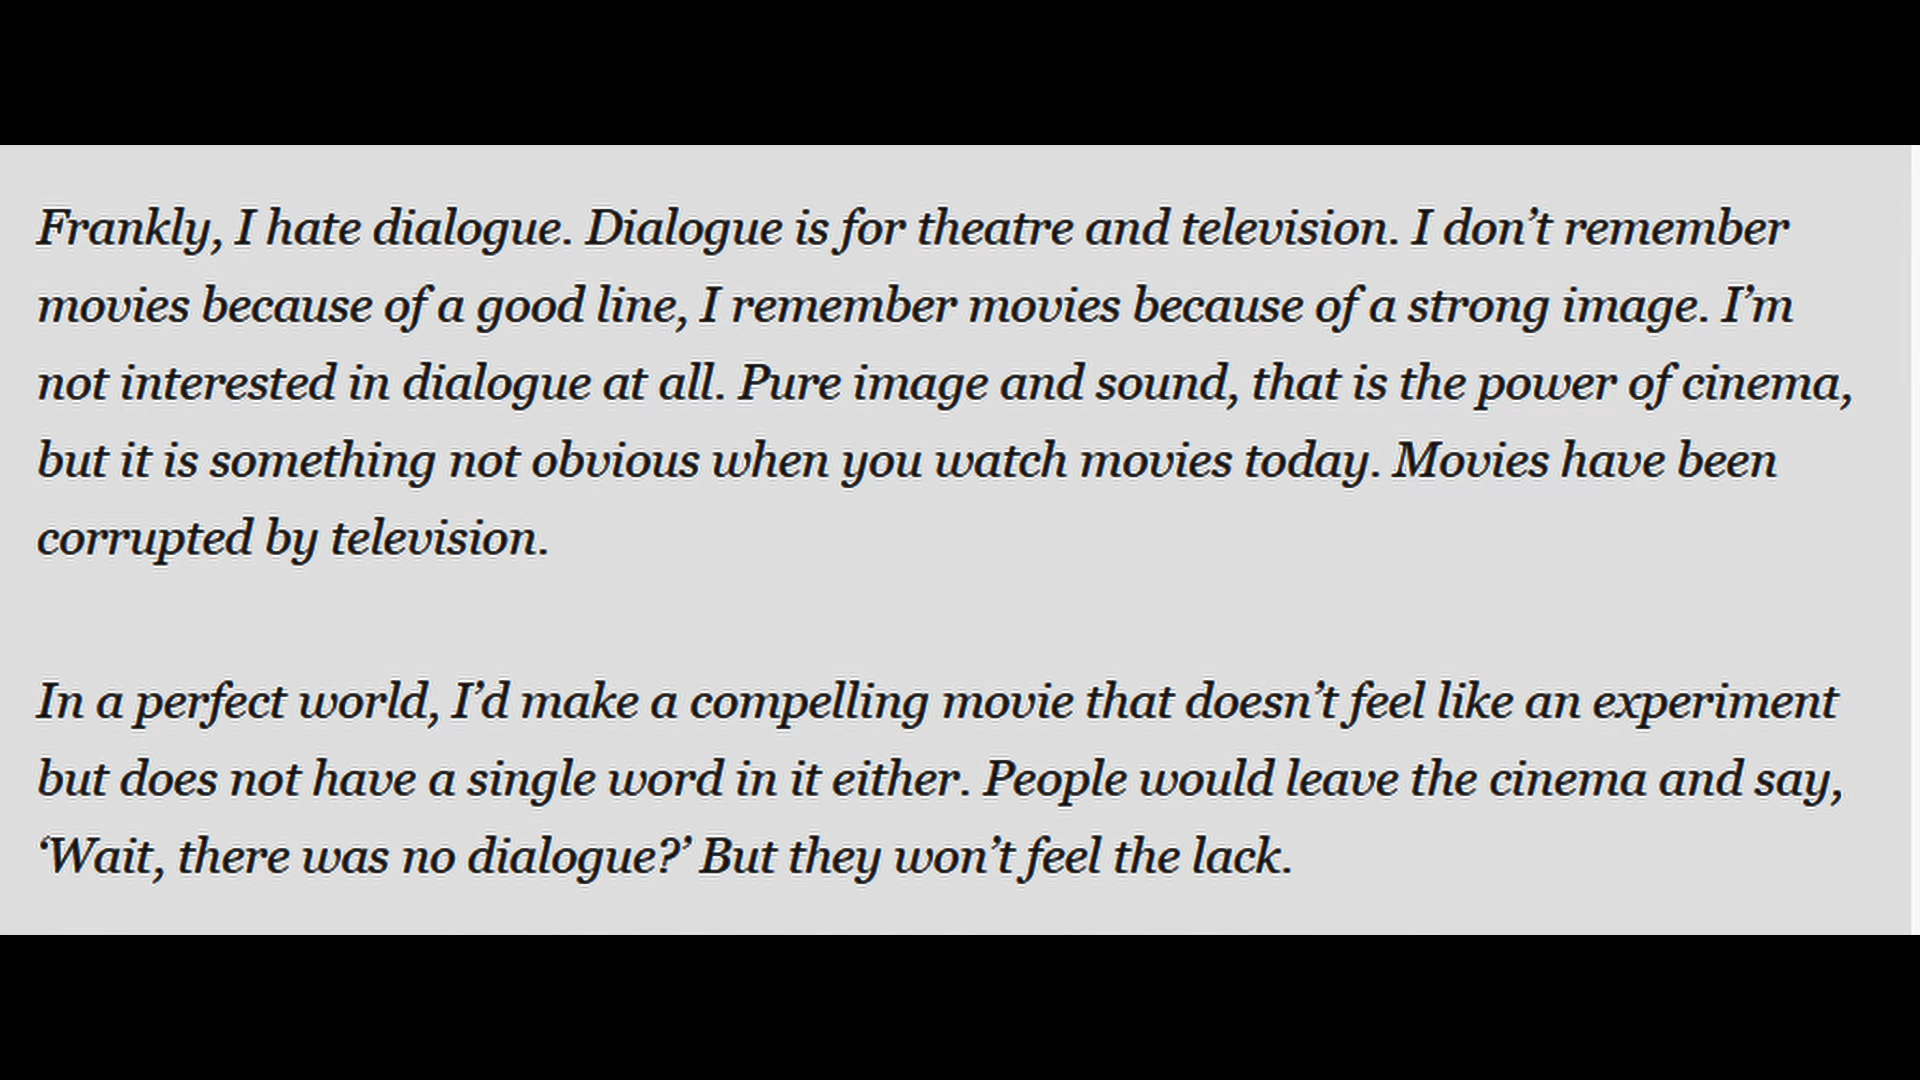 Frankly, I hate dialogue. Dialogue is for theatre and television. I don’t remember
movies because of a good line, I remember movies because of a strong image. I’m
not interested in dialogue at all. Pure image and sound, that is the power of cinema,
but it is something not obvious when you watch movies today. Movies have been
corrupted by television.
In a perfect world, I’d make a compelling movie that doesn’t feel like an experiment
but does not have a single word in it either. People would leave the cinema and say,
‘Wait, there was no dialogue?’ But they won’t feel the lack.